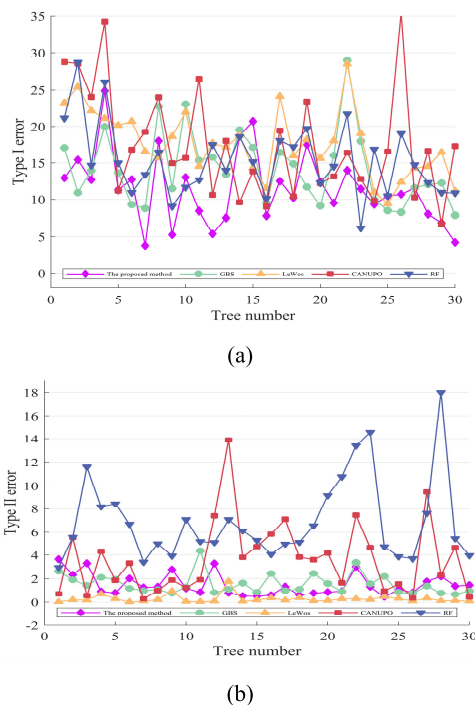 35
30
25
20
15
10
5
0
Type I error
The proposed method GBS LeWos CANUPO RF
0 5 10 15 20 25 30
Tree number
(a)
18
16
14
12
10
8
6
4
2
0
-2
Type II error
The proposed method GBS LeWos CANUPO RF
0 5 10 15 20 25 30
Tree number
(b)